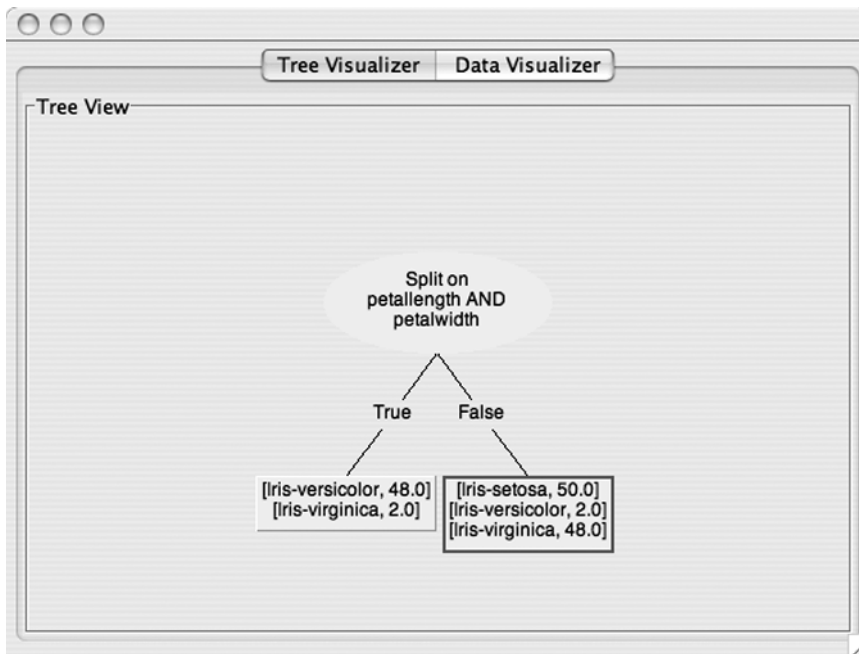 Tree Visualizer
Data Visualizer
Tree View
Split on
petallength AND
petalwidth
True
False
[Iris-versicolor, 48.0]
[Iris-virginica, 2.0]
[Iris-setosa, 50.0]
[Iris-versicolor, 2.0]
[Iris-virginica, 48.0]